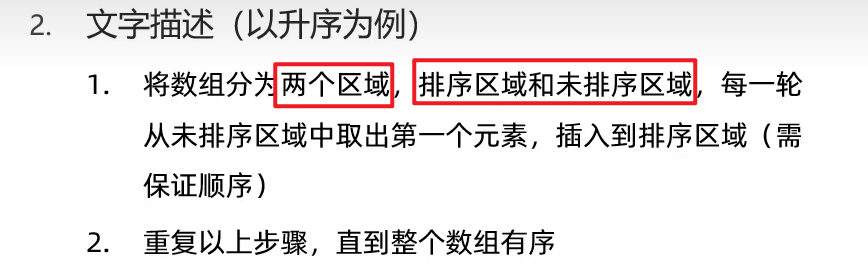 2. 文字描述（以升序为例）
1. 将数组分为两个区域，排序区域和未排序区域，每一轮
从未排序区域中取出第一个元素，插入到排序区域（需
保证顺序）
2. 重复以上步骤，直到整个数组有序